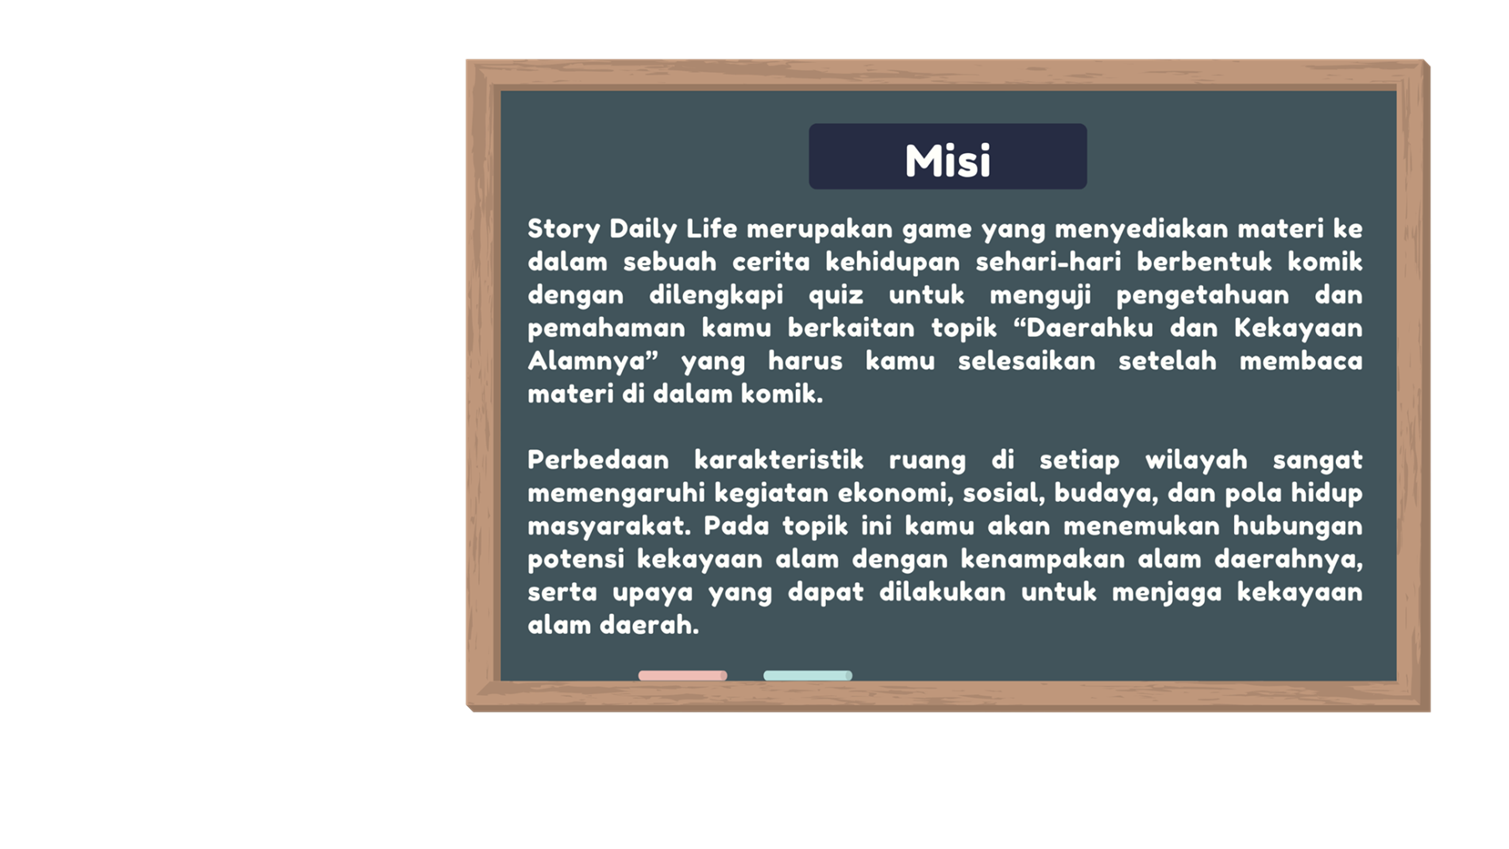 Misi
Story Daily Life merupakan game yang menyediakan materi ke
dalam sebuah cerita kehidupan sehari-hari berbentuk komik
dengan dilengkapi quiz untuk menguji pengetahuan dan
pemahaman kamu berkaitan topik “Daerahku dan Kekayaan
Alamnya” yang harus kamu selesaikan setelah membaca
materi di dalam komik.
Perbedaan karakteristik ruang di setiap wilayah sangat
memengaruhi kegiatan ekonomi, sosial, budaya, dan pola hidup
masyarakat. Pada topik ini kamu akan menemukan hubungan
potensi kekayaan alam dengan kenampakan alam daerahnya,
serta upaya yang dapat dilakukan untuk menjaga kekayaan
alam daerah.